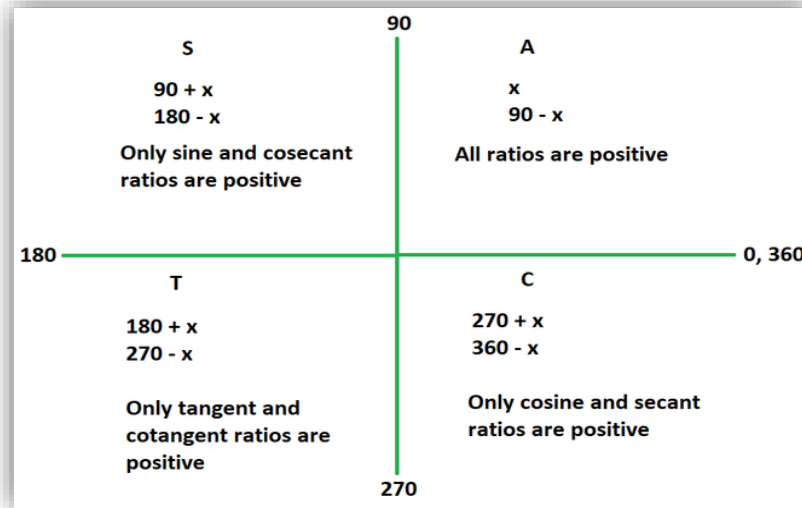 90
S
90 + x
180 - x
Only sine and cosecant
ratios are positive
A
x
90 - x
All ratios are positive
180
0, 360
T
180 + x
270 - x
Only tangent and
cotangent ratios are
positive
C
270 + x
360 - x
Only cosine and secant
ratios are positive
270